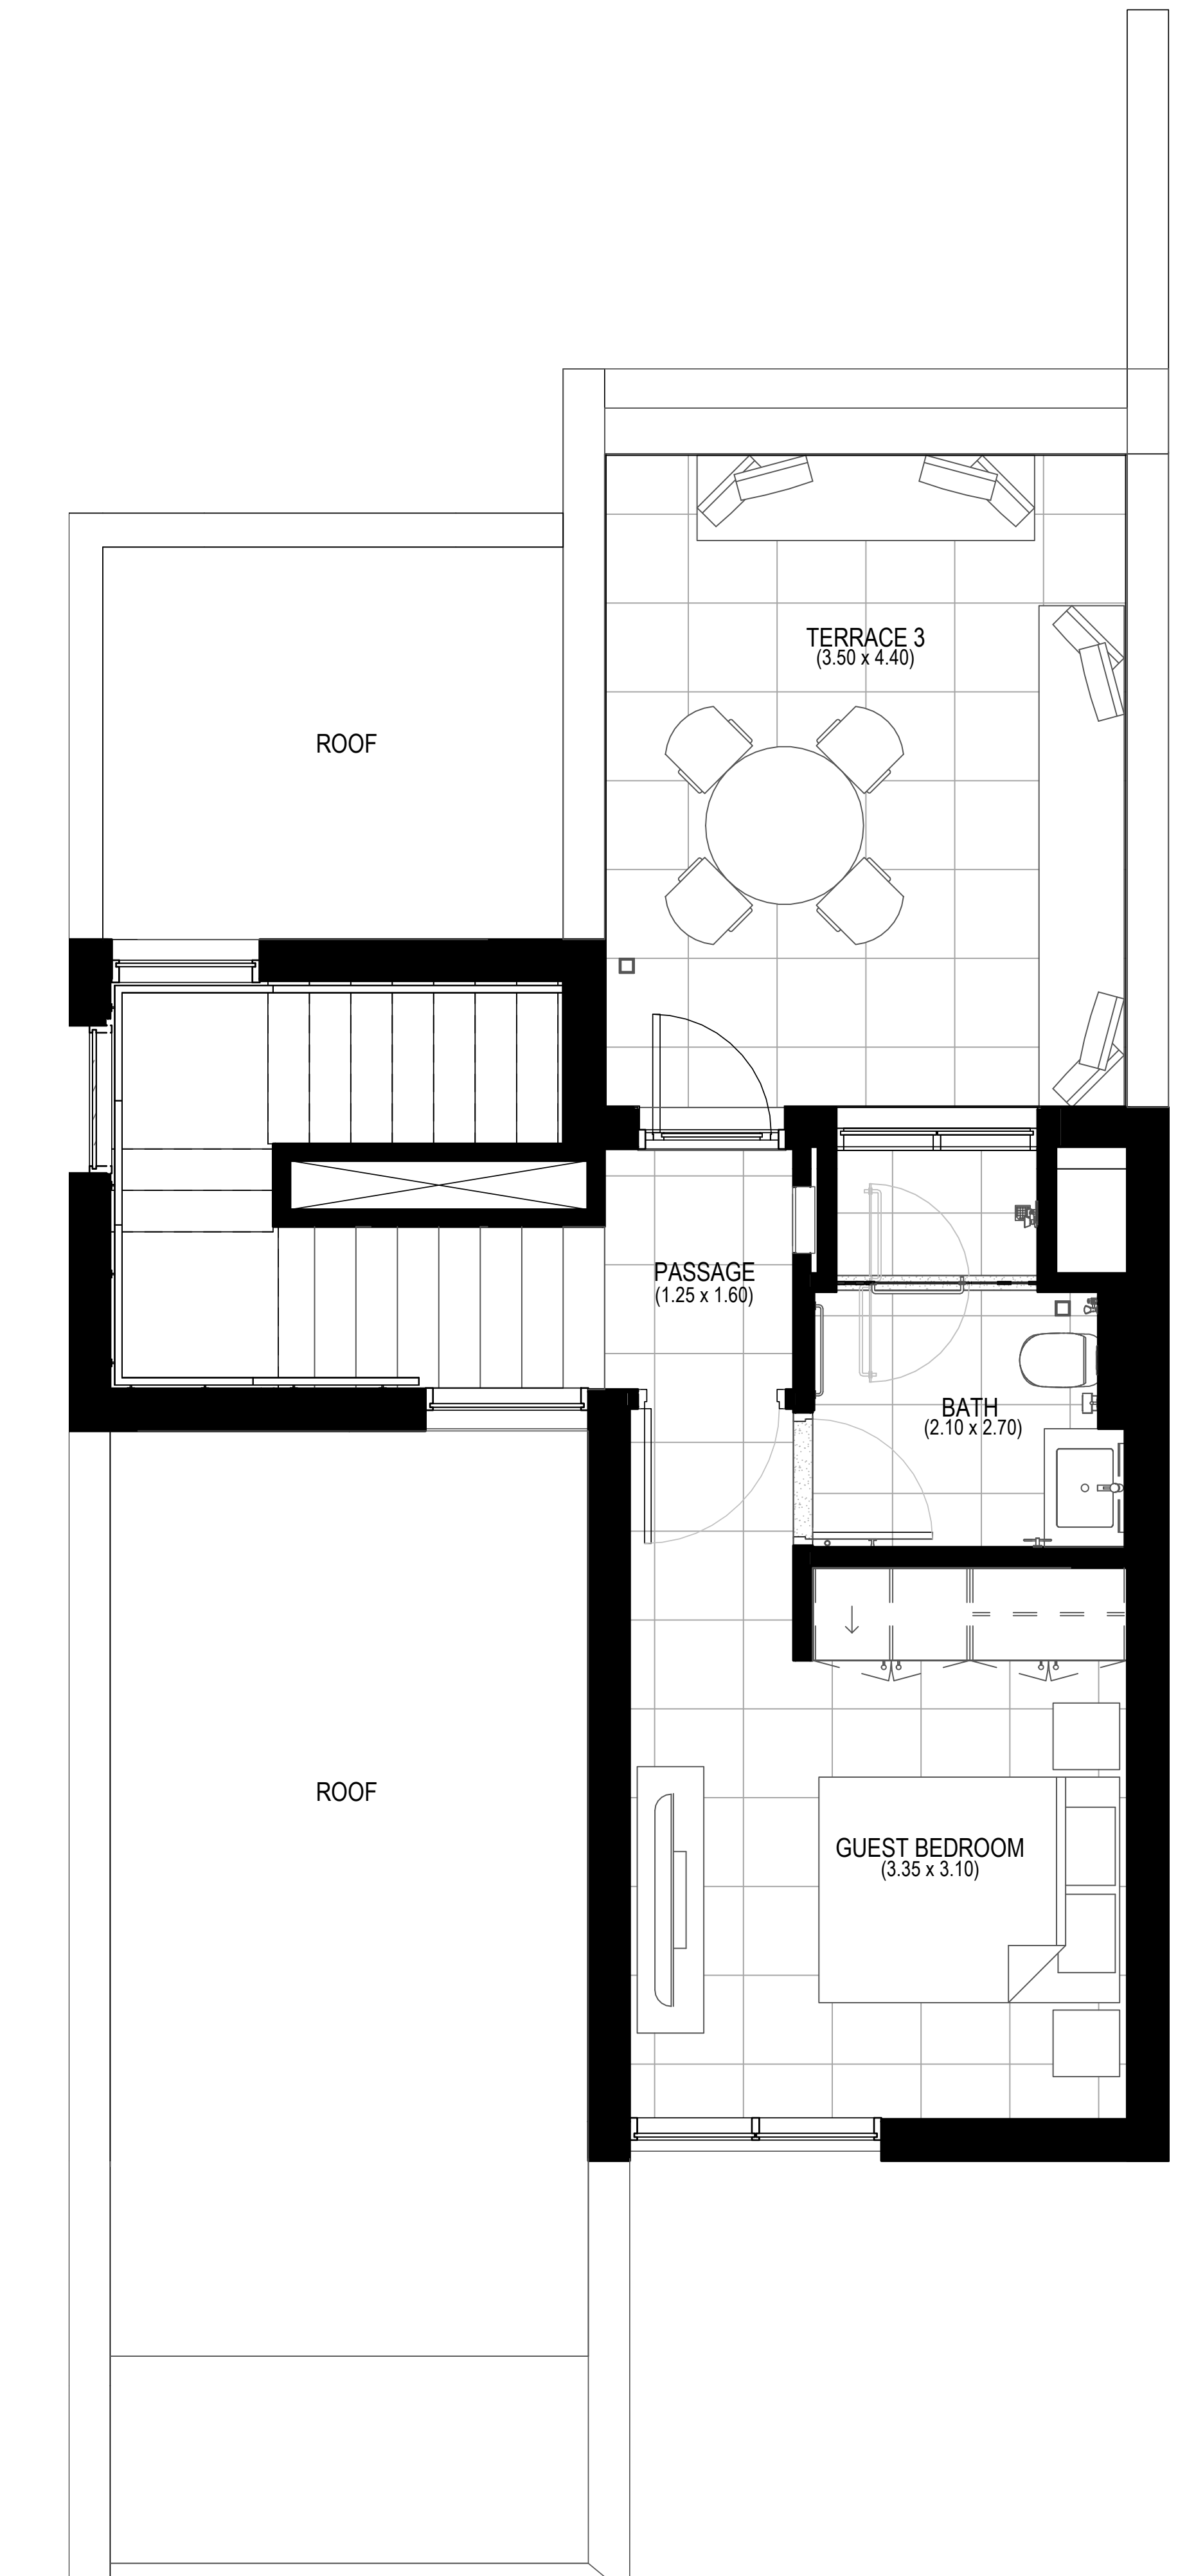 TERRACE 3
(3.50 x 4.40)
ROOF
PASSAGE
(1.25 x 1.60)
BATH
(2.10 x 2.70)
ROOF
GUEST BEDROOM
(3.35 x 3.10)